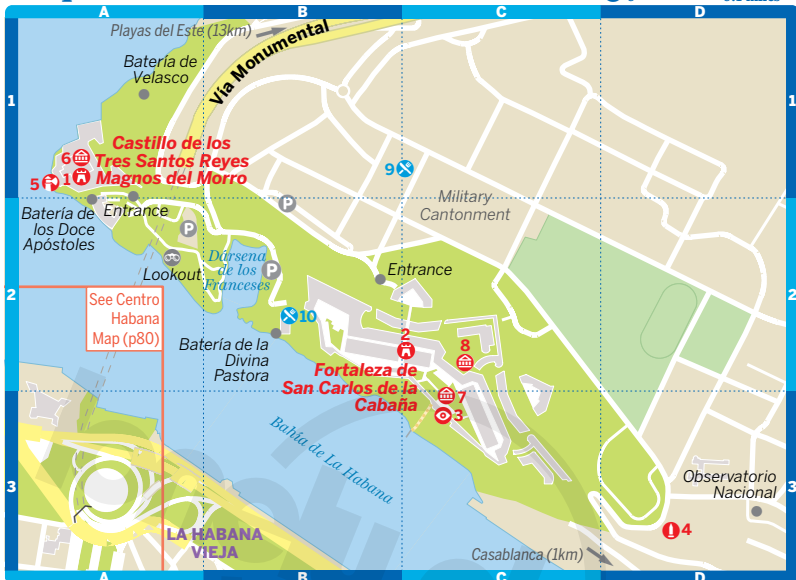 A
B
C
D
Playas del Este (13km)
Vía Monumental
Batería de
Velasco
1
1
Castillo de los
Tres Santos Reyes
Magnos del Morro
6
1
5
9
Military
Cantonment
Batería de
los Doce
Apóstoles
Entrance
P
P
Lookout
Dársena
de los
Franceses
P
Entrance
2
2
See Centro
Habana
Map (p80)
10
Batería de la
Divina
Pastora
2
8
Fortaleza de
San Carlos de la
Cabaña
7
3
Bahía de La Habana
3
3
Observatorio
Nacional
4
LA HABANA
VIEJA
Casablanca (1km)
A
B
C
D